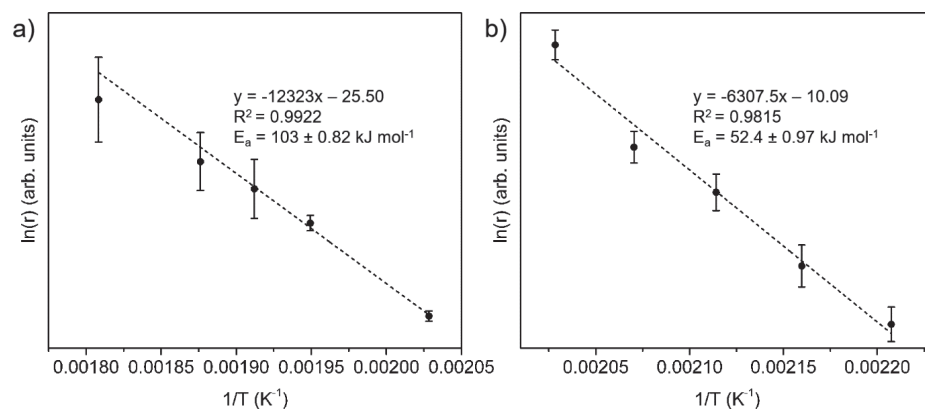 a)
y = -12323x – 25.50
R² = 0.9922
Eₐ = 103 ± 0.82 kJ mol⁻¹
ln(r) (arb. units)
0.00180 0.00185 0.00190 0.00195 0.00200 0.00205
1/T (K⁻¹)
b)
y = -6307.5x – 10.09
R² = 0.9815
Eₐ = 52.4 ± 0.97 kJ mol⁻¹
ln(r) (arb. units)
0.00205 0.00210 0.00215 0.00220
1/T (K⁻¹)